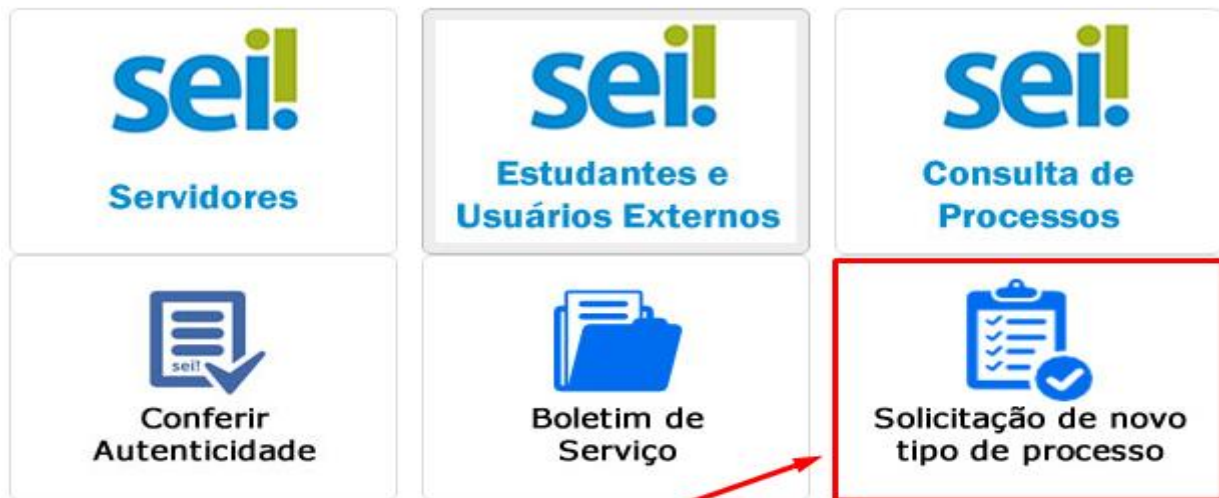 sei!
Servidores
sei!
Estudantes e
Usuários Externos
sei!
Consulta de
Processos
sei!
Conferir
Autenticidade
Boletim de
Serviço
Solicitação de novo
tipo de processo